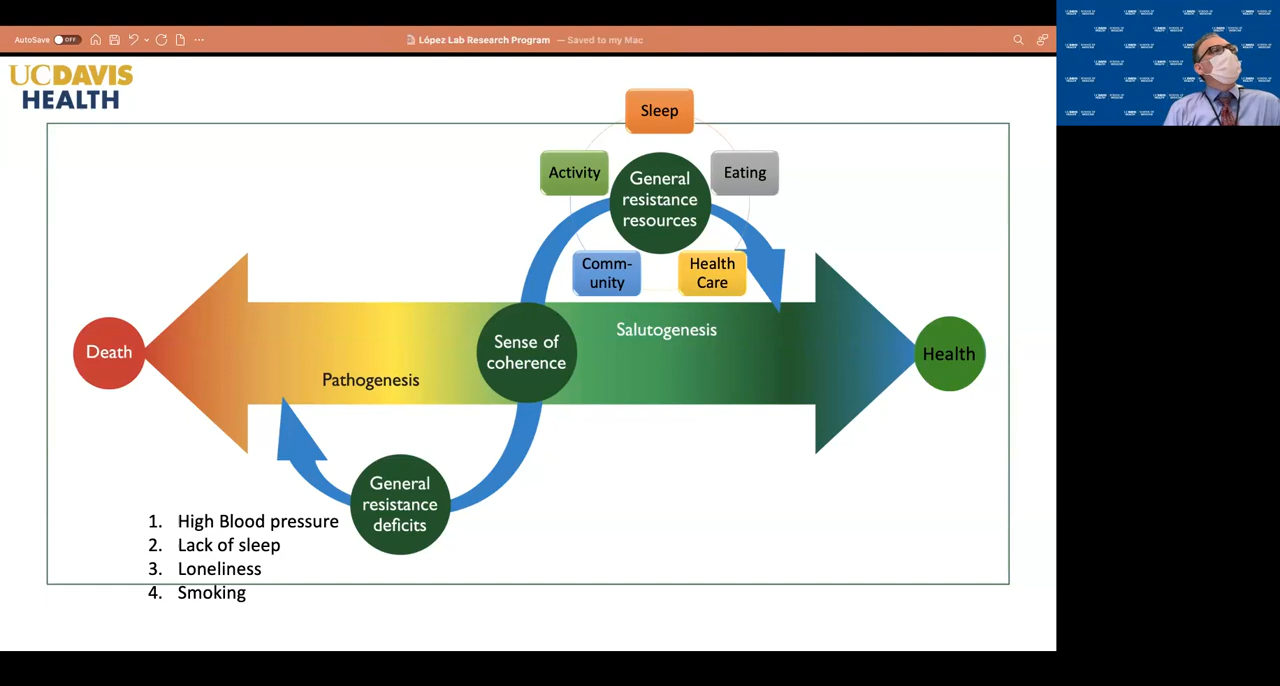 AutoSave OFF
López Lab Research Program — Saved to my Mac
UCDAVIS
HEALTH
Sleep
Activity
General
resistance
resources
Eating
Comm-
unity
Health
Care
Death
Pathogenesis
Sense of
coherence
Salutogenesis
Health
General
resistance
deficits
1. High Blood pressure
2. Lack of sleep
3. Loneliness
4. Smoking